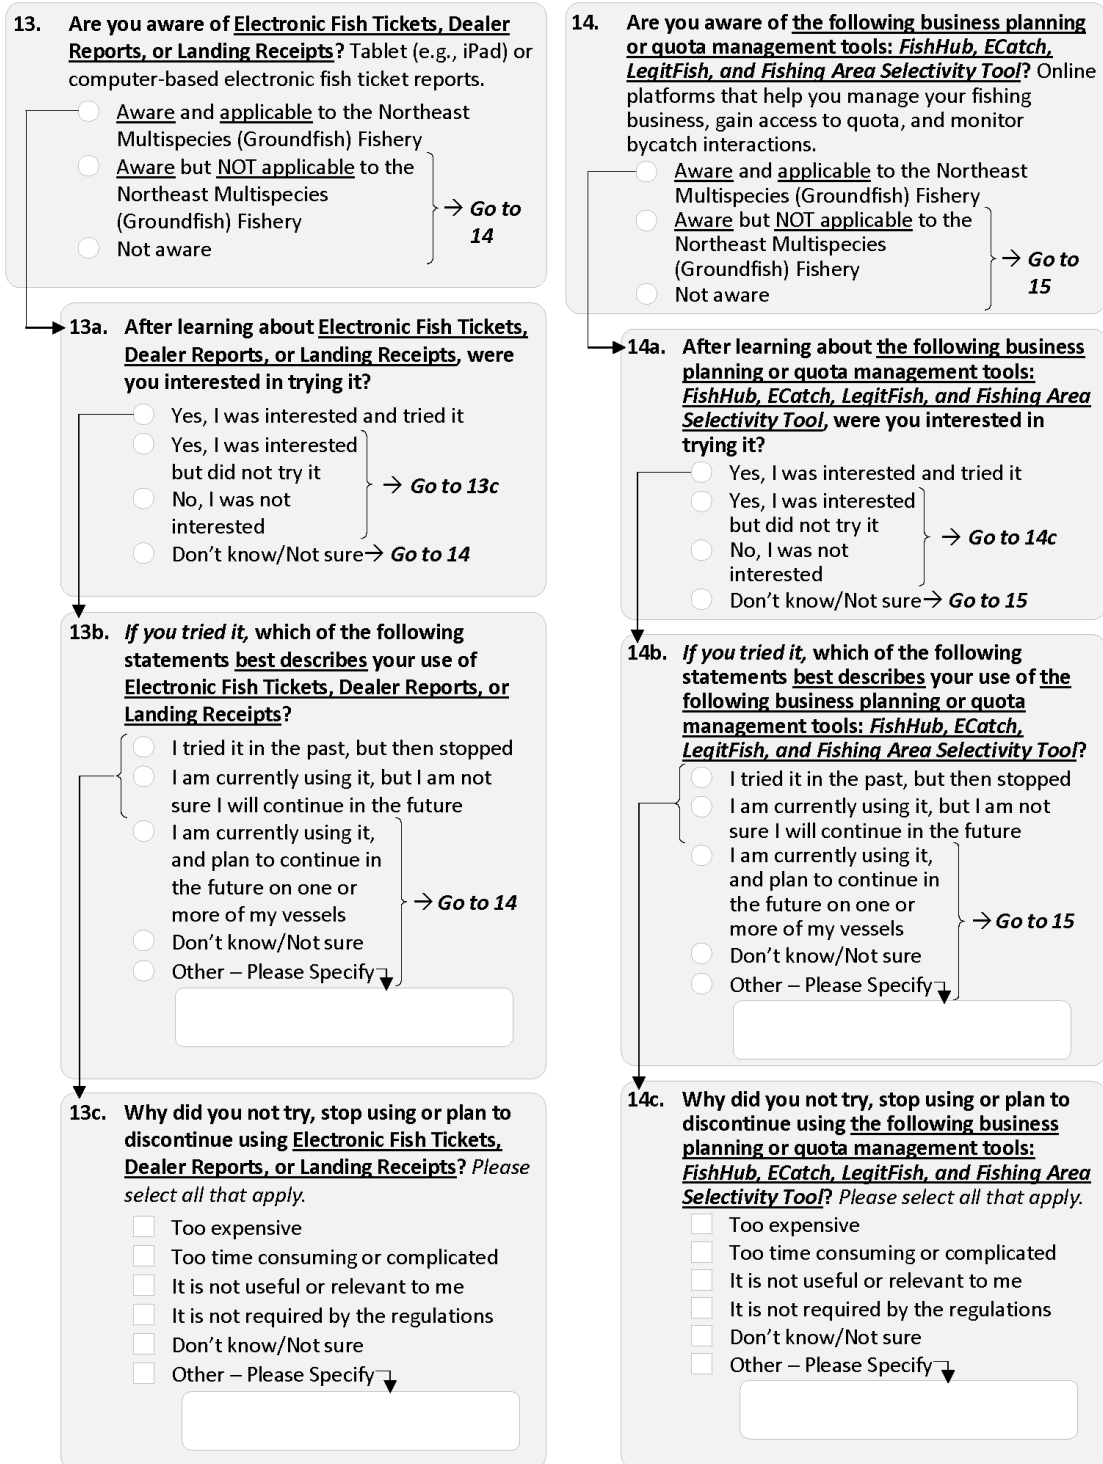 13. Are you aware of Electronic Fish Tickets, Dealer
Reports, or Landing Receipts? Tablet (e.g., iPad) or
computer-based electronic fish ticket reports.
Aware and applicable to the Northeast
Multispecies (Groundfish) Fishery
Aware but NOT applicable to the
Northeast Multispecies
(Groundfish) Fishery
→ Go to
14
Not aware
13a. After learning about Electronic Fish Tickets,
Dealer Reports, or Landing Receipts, were
you interested in trying it?
Yes, I was interested and tried it
Yes, I was interested
but did not try it
→ Go to 13c
No, I was not
interested
Don't know/Not sure→ Go to 14
13b. If you tried it, which of the following
statements best describes your use of
Electronic Fish Tickets, Dealer Reports, or
Landing Receipts?
I tried it in the past, but then stopped
I am currently using it, but I am not
sure I will continue in the future
I am currently using it,
and plan to continue in
the future on one or
more of my vessels
→ Go to 14
Don't know/Not sure
Other – Please Specify
13c. Why did you not try, stop using or plan to
discontinue using Electronic Fish Tickets,
Dealer Reports, or Landing Receipts? Please
select all that apply.
Too expensive
Too time consuming or complicated
It is not useful or relevant to me
It is not required by the regulations
Don't know/Not sure
Other – Please Specify
14. Are you aware of the following business planning
or quota management tools: FishHub, ECatch,
LegitFish, and Fishing Area Selectivity Tool? Online
platforms that help you manage your fishing
business, gain access to quota, and monitor
bycatch interactions.
Aware and applicable to the Northeast
Multispecies (Groundfish) Fishery
Aware but NOT applicable to the
Northeast Multispecies
(Groundfish) Fishery
→ Go to
15
Not aware
14a. After learning about the following business
planning or quota management tools:
FishHub, ECatch, LegitFish, and Fishing Area
Selectivity Tool, were you interested in
trying it?
Yes, I was interested and tried it
Yes, I was interested
but did not try it
→ Go to 14c
No, I was not
interested
Don't know/Not sure→ Go to 15
14b. If you tried it, which of the following
statements best describes your use of the
following business planning or quota
management tools: FishHub, ECatch,
LegitFish, and Fishing Area Selectivity Tool?
I tried it in the past, but then stopped
I am currently using it, but I am not
sure I will continue in the future
I am currently using it,
and plan to continue in
the future on one or
more of my vessels
→ Go to 15
Don't know/Not sure
Other – Please Specify
14c. Why did you not try, stop using or plan to
discontinue using the following business
planning or quota management tools:
FishHub, ECatch, LegitFish, and Fishing Area
Selectivity Tool? Please select all that apply.
Too expensive
Too time consuming or complicated
It is not useful or relevant to me
It is not required by the regulations
Don't know/Not sure
Other – Please Specify